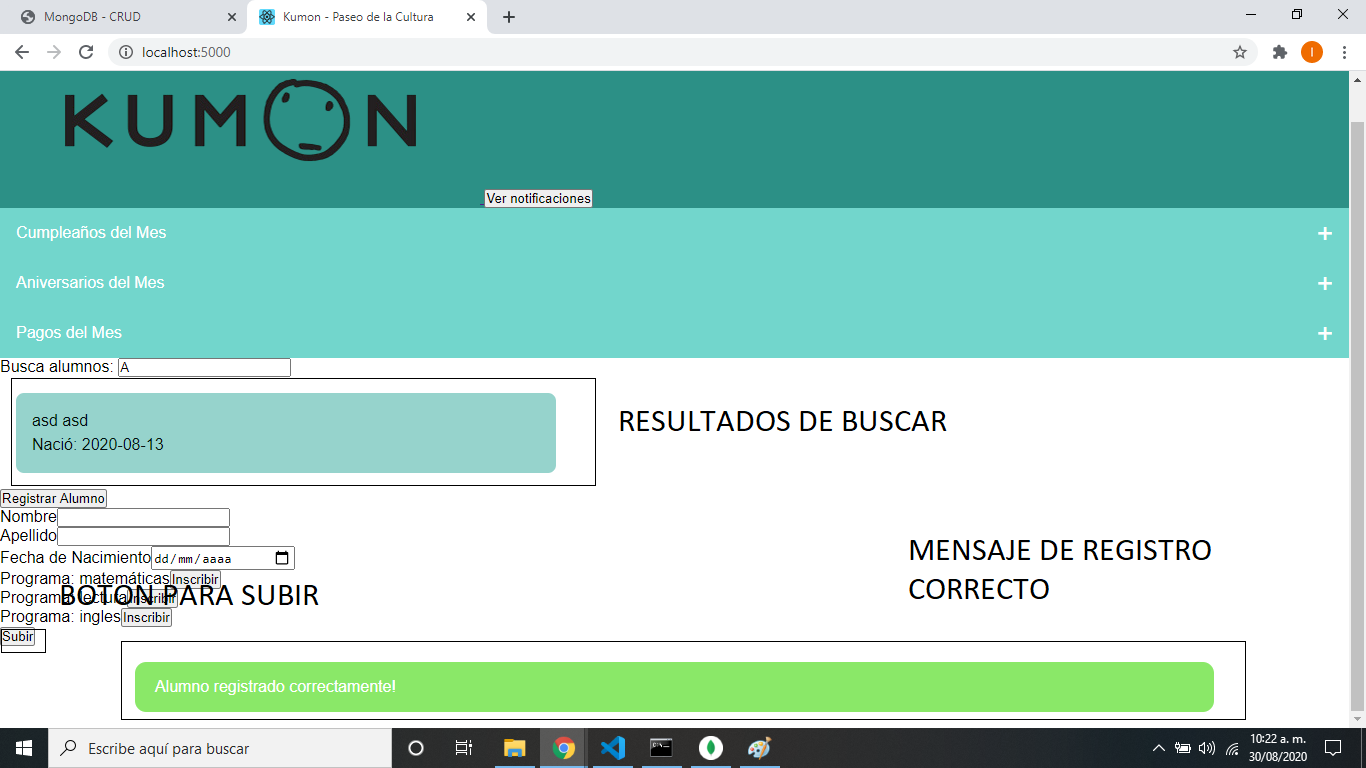 MongoDB - CRUD
Kumon - Paseo de la Cultura
localhost:5000
I
KUMON
Ver notificaciones
Cumpleaños del Mes +
Aniversarios del Mes +
Pagos del Mes +
Busca alumnos: A
asd asd
Nació: 2020-08-13
RESULTADOS DE BUSCAR
Registrar Alumno
Nombre
Apellido
Fecha de Nacimiento dd/mm/aaaa
Programa: matemáticas Inscribir
Programa: lectura Inscribir
Programa: ingles Inscribir
BOTON PARA SUBIR
Subir
MENSAJE DE REGISTRO
CORRECTO
Alumno registrado correctamente!
Escribe aquí para buscar
10:22 a. m.
30/08/2020